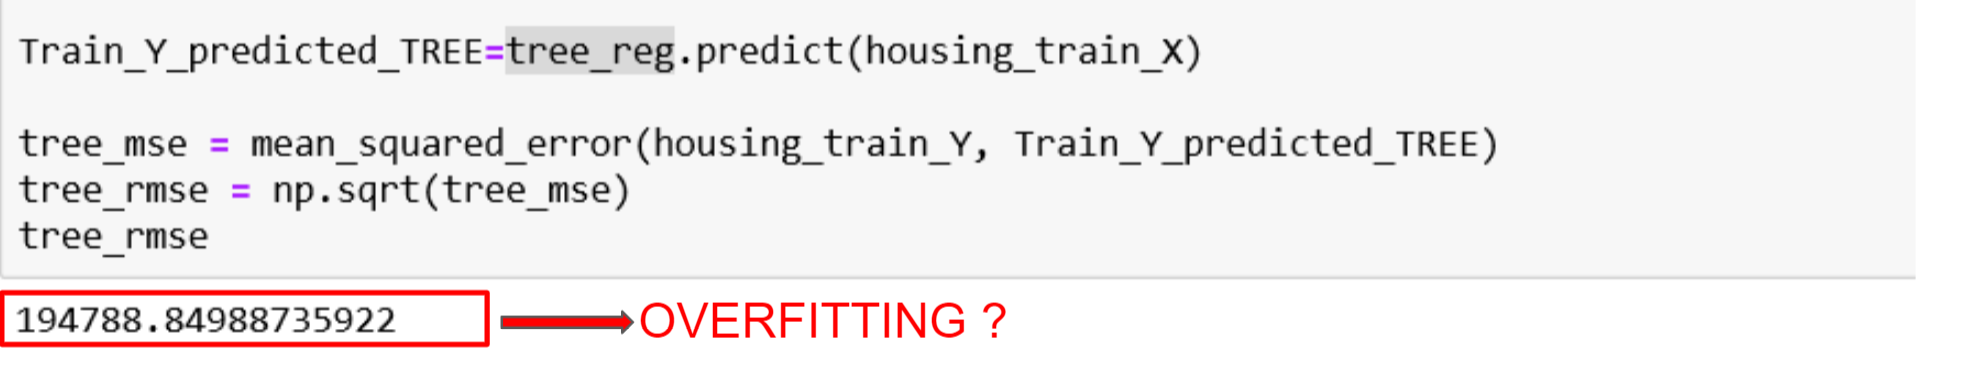 Train_Y_predicted_TREE=tree_reg.predict(housing_train_X)
tree_mse = mean_squared_error(housing_train_Y, Train_Y_predicted_TREE)
tree_rmse = np.sqrt(tree_mse)
tree_rmse
194788.84988735922 OVERFITTING ?